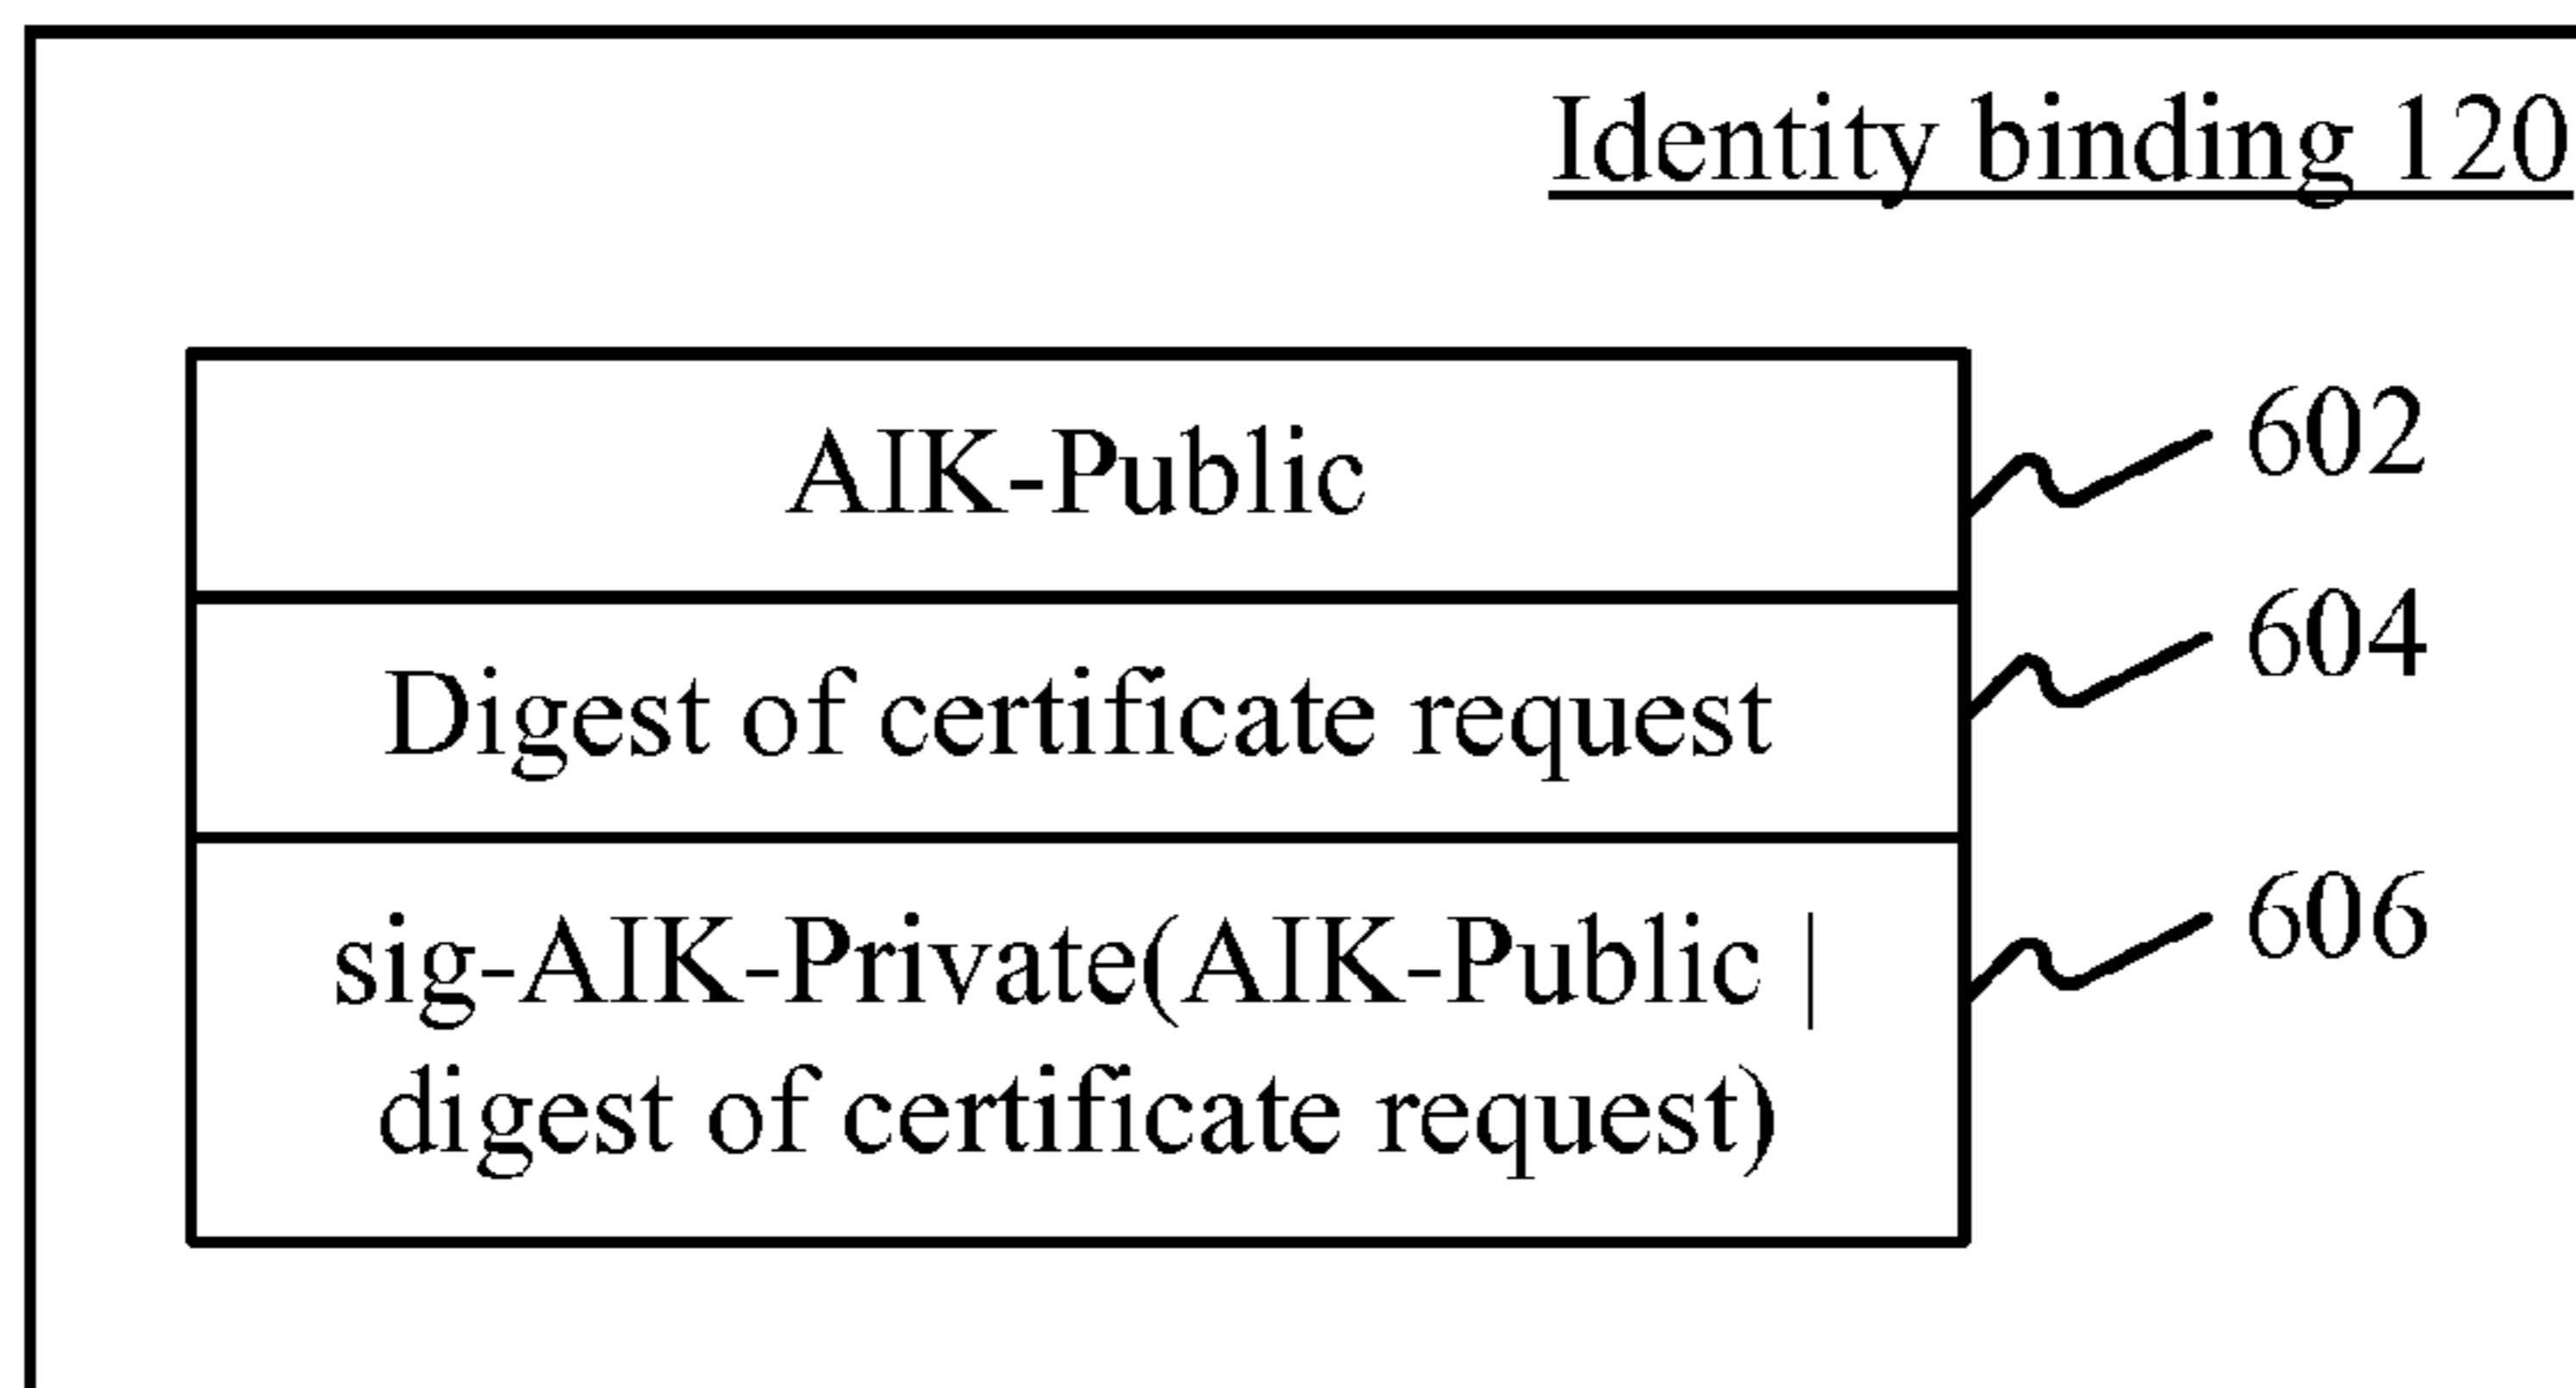 Identity binding 120
AIK-Public
602
Digest of certificate request
604
sig-AIK-Private(AIK-Public |
digest of certificate request)
606